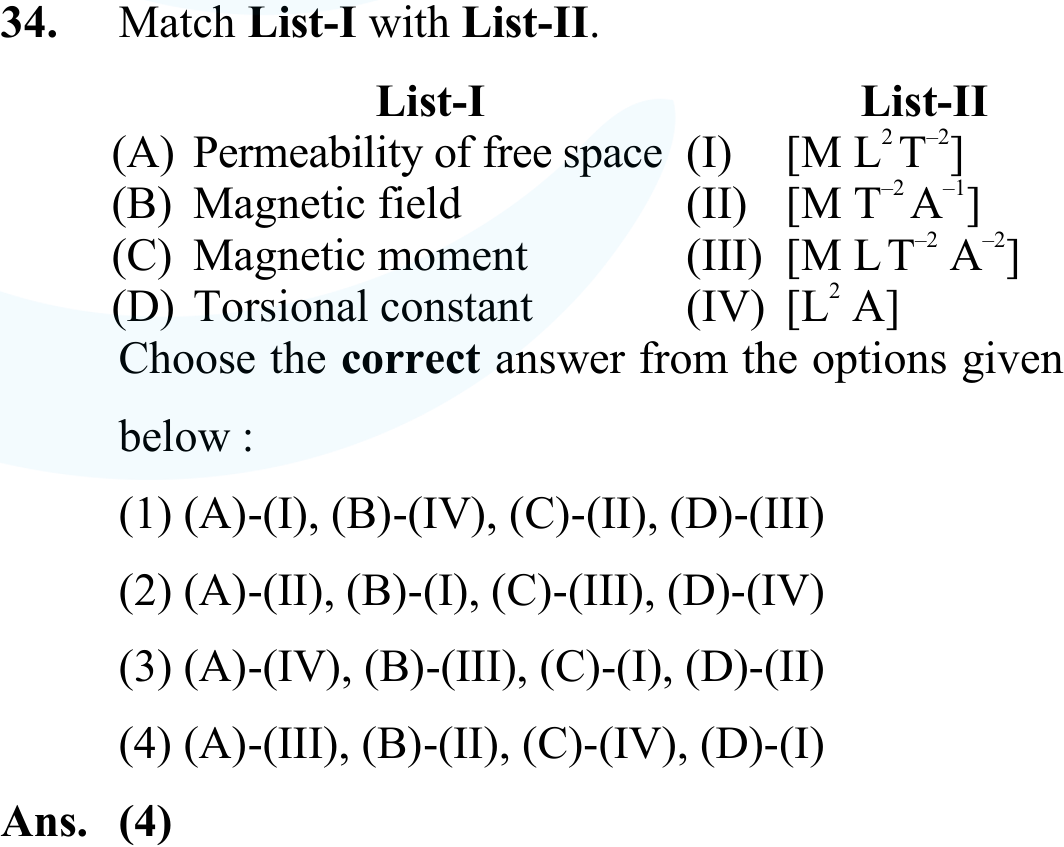 34. Match List-I with List-II.
List-I List-II
(A) Permeability of free space (I) [M L² T⁻²]
(B) Magnetic field (II) [M T⁻² A⁻¹]
(C) Magnetic moment (III) [M L T⁻² A⁻²]
(D) Torsional constant (IV) [L² A]
Choose the correct answer from the options given
below :
(1) (A)-(I), (B)-(IV), (C)-(II), (D)-(III)
(2) (A)-(II), (B)-(I), (C)-(III), (D)-(IV)
(3) (A)-(IV), (B)-(III), (C)-(I), (D)-(II)
(4) (A)-(III), (B)-(II), (C)-(IV), (D)-(I)
Ans. (4)